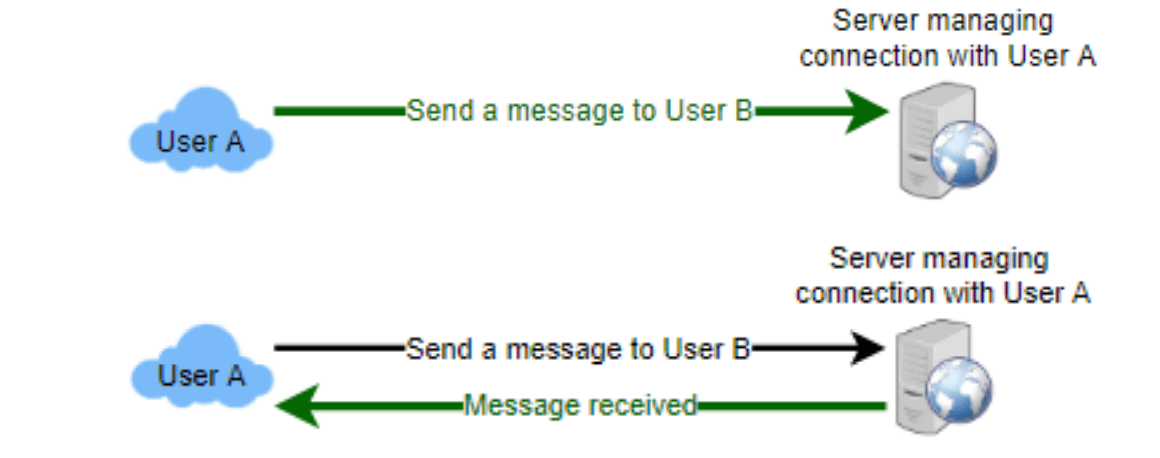 Server managing
connection with User A
User A
Send a message to User B
Server managing
connection with User A
User A
Send a message to User B
Message received